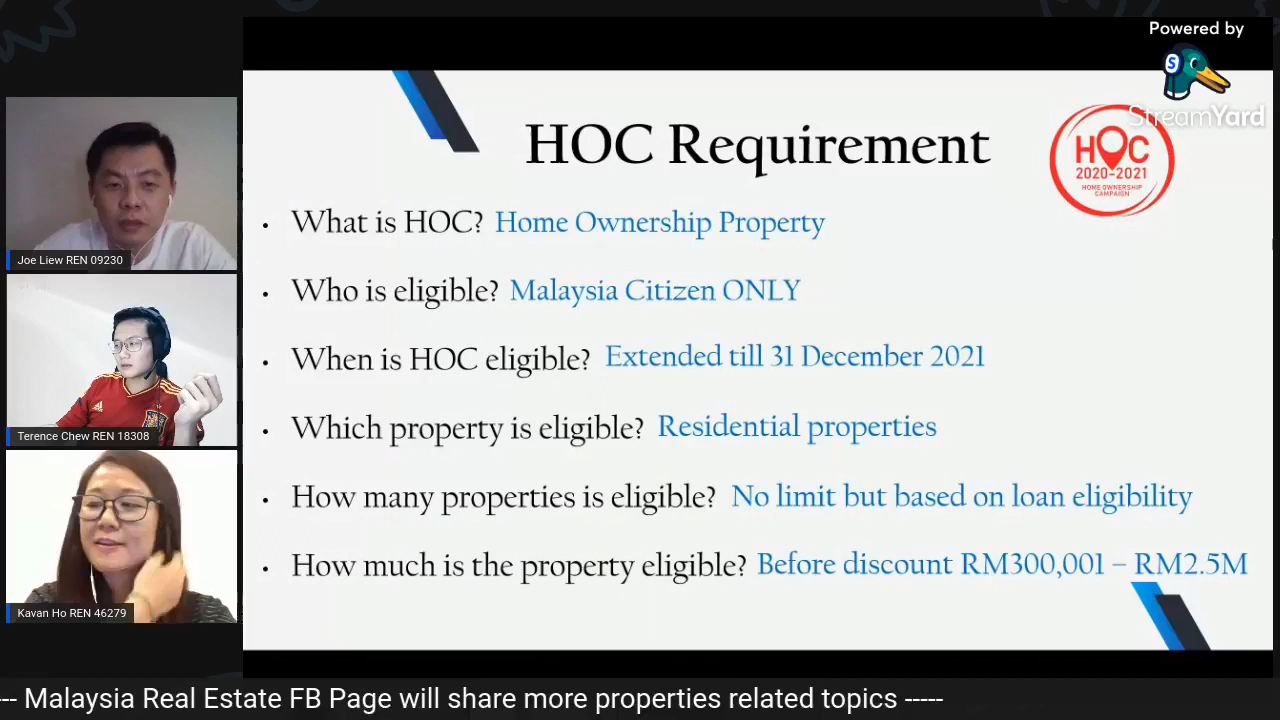 Powered by
StreamYard
HOC Requirement
HOC
2020-2021
HOME OWNERSHIP
CAMPAIGN
• What is HOC? Home Ownership Property
• Who is eligible? Malaysia Citizen ONLY
• When is HOC eligible? Extended till 31 December 2021
• Which property is eligible? Residential properties
• How many properties is eligible? No limit but based on loan eligibility
• How much is the property eligible? Before discount RM300,001 – RM2.5M
Joe Liew REN 09230
Terence Chew REN 18308
Kavan Ho REN 46279
-- Malaysia Real Estate FB Page will share more properties related topics -----